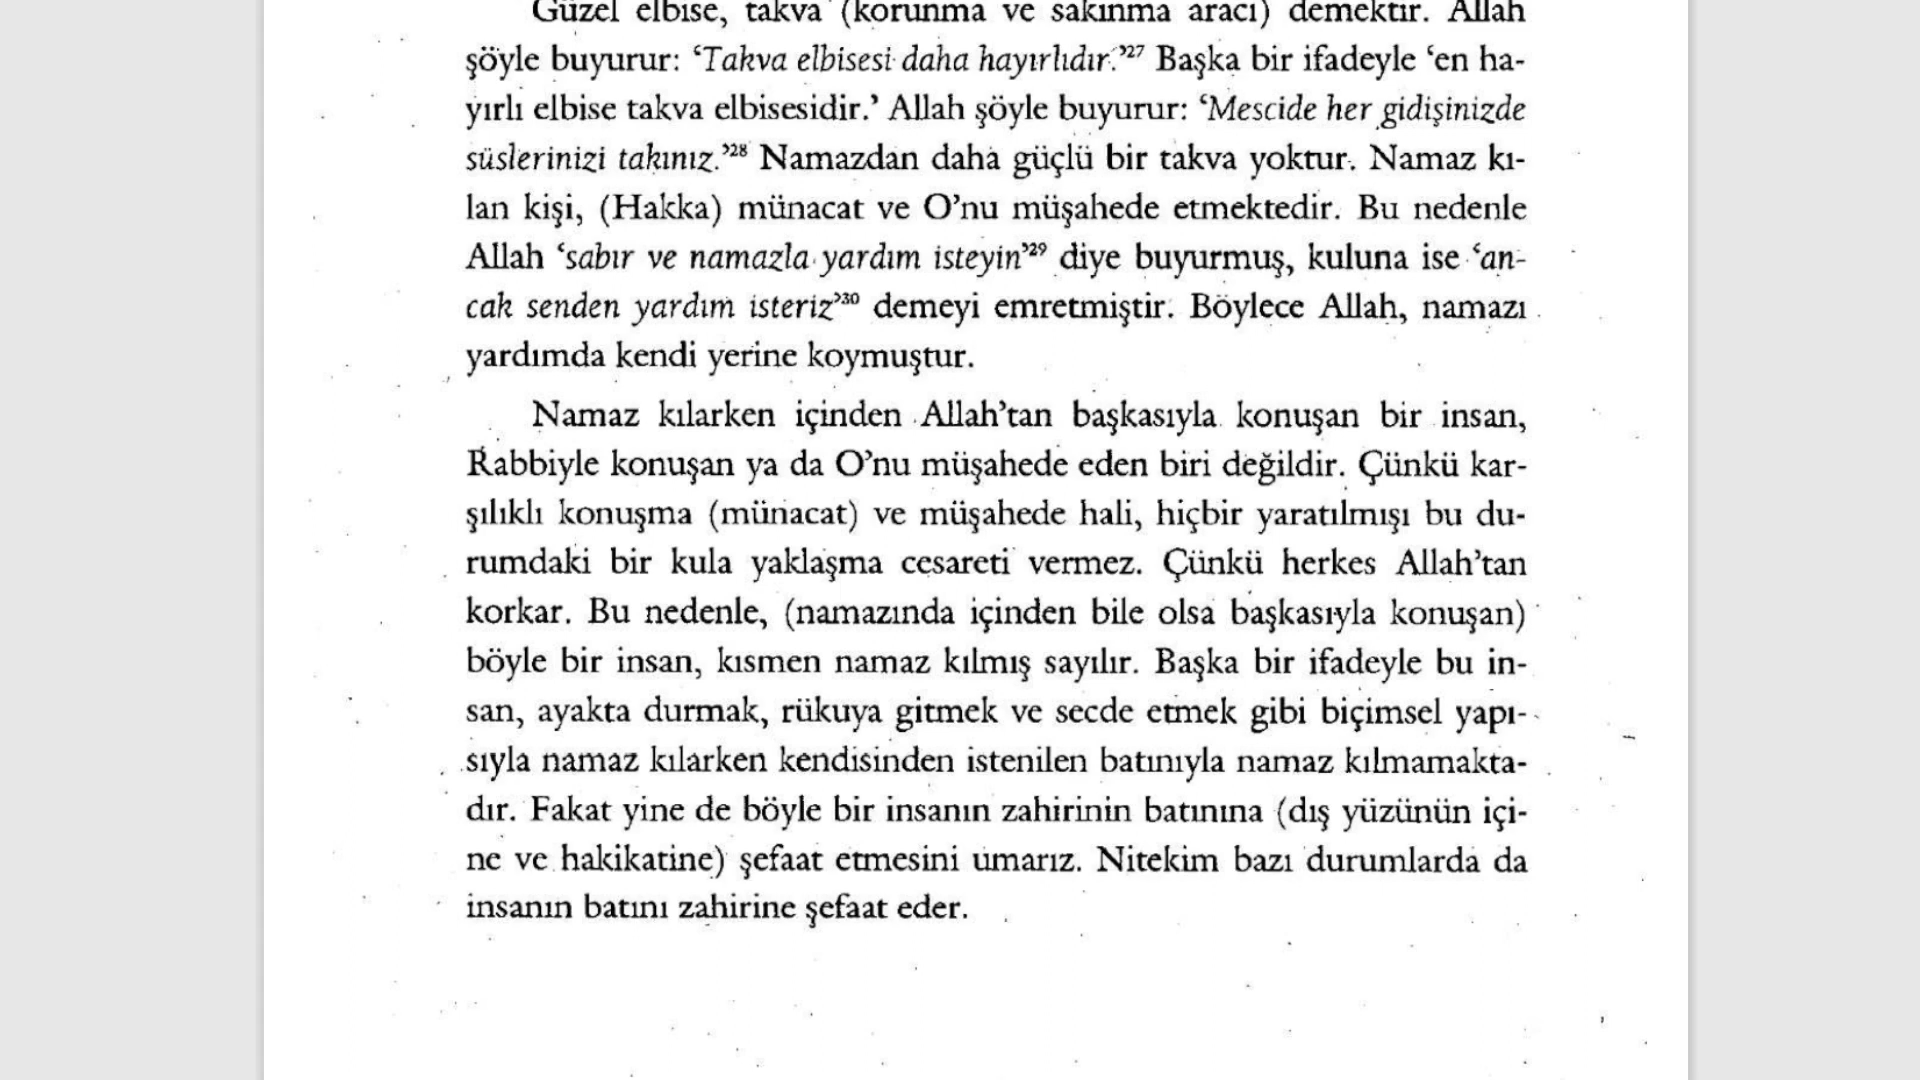 Güzel elbise, takva (korunma ve sakınma aracı) demektir. Allah
şöyle buyurur: ‘Takva elbisesi daha hayırlıdır.’²⁷ Başka bir ifadeyle ‘en ha-
yırlı elbise takva elbisesidir.’ Allah şöyle buyurur: ‘Mescide her gidişinizde
süslerinizi takınız.’²⁸ Namazdan daha güçlü bir takva yoktur. Namaz kı-
lan kişi, (Hakka) münacat ve O’nu müşahede etmektedir. Bu nedenle
Allah ‘sabır ve namazla yardım isteyin’²⁹ diye buyurmuş, kuluna ise ‘an-
cak senden yardım isteriz’³⁰ demeyi emretmiştir. Böylece Allah, namazı
yardımda kendi yerine koymuştur.
Namaz kılarken içinden Allah’tan başkasıyla konuşan bir insan,
Rabbiyle konuşan ya da O’nu müşahede eden biri değildir. Çünkü kar-
şılıklı konuşma (münacat) ve müşahede hali, hiçbir yaratılmışı bu du-
rumdaki bir kula yaklaşma cesareti vermez. Çünkü herkes Allah’tan
korkar. Bu nedenle, (namazında içinden bile olsa başkasıyla konuşan)
böyle bir insan, kısmen namaz kılmış sayılır. Başka bir ifadeyle bu in-
san, ayakta durmak, rükuya gitmek ve secde etmek gibi biçimsel yapı-
sıyla namaz kılarken kendisinden istenilen batınıyla namaz kılmamakta-
dır. Fakat yine de böyle bir insanın zahirinin batınına (dış yüzünün içi-
ne ve hakikatine) şefaat etmesini umarız. Nitekim bazı durumlarda da
insanın batını zahirine şefaat eder.